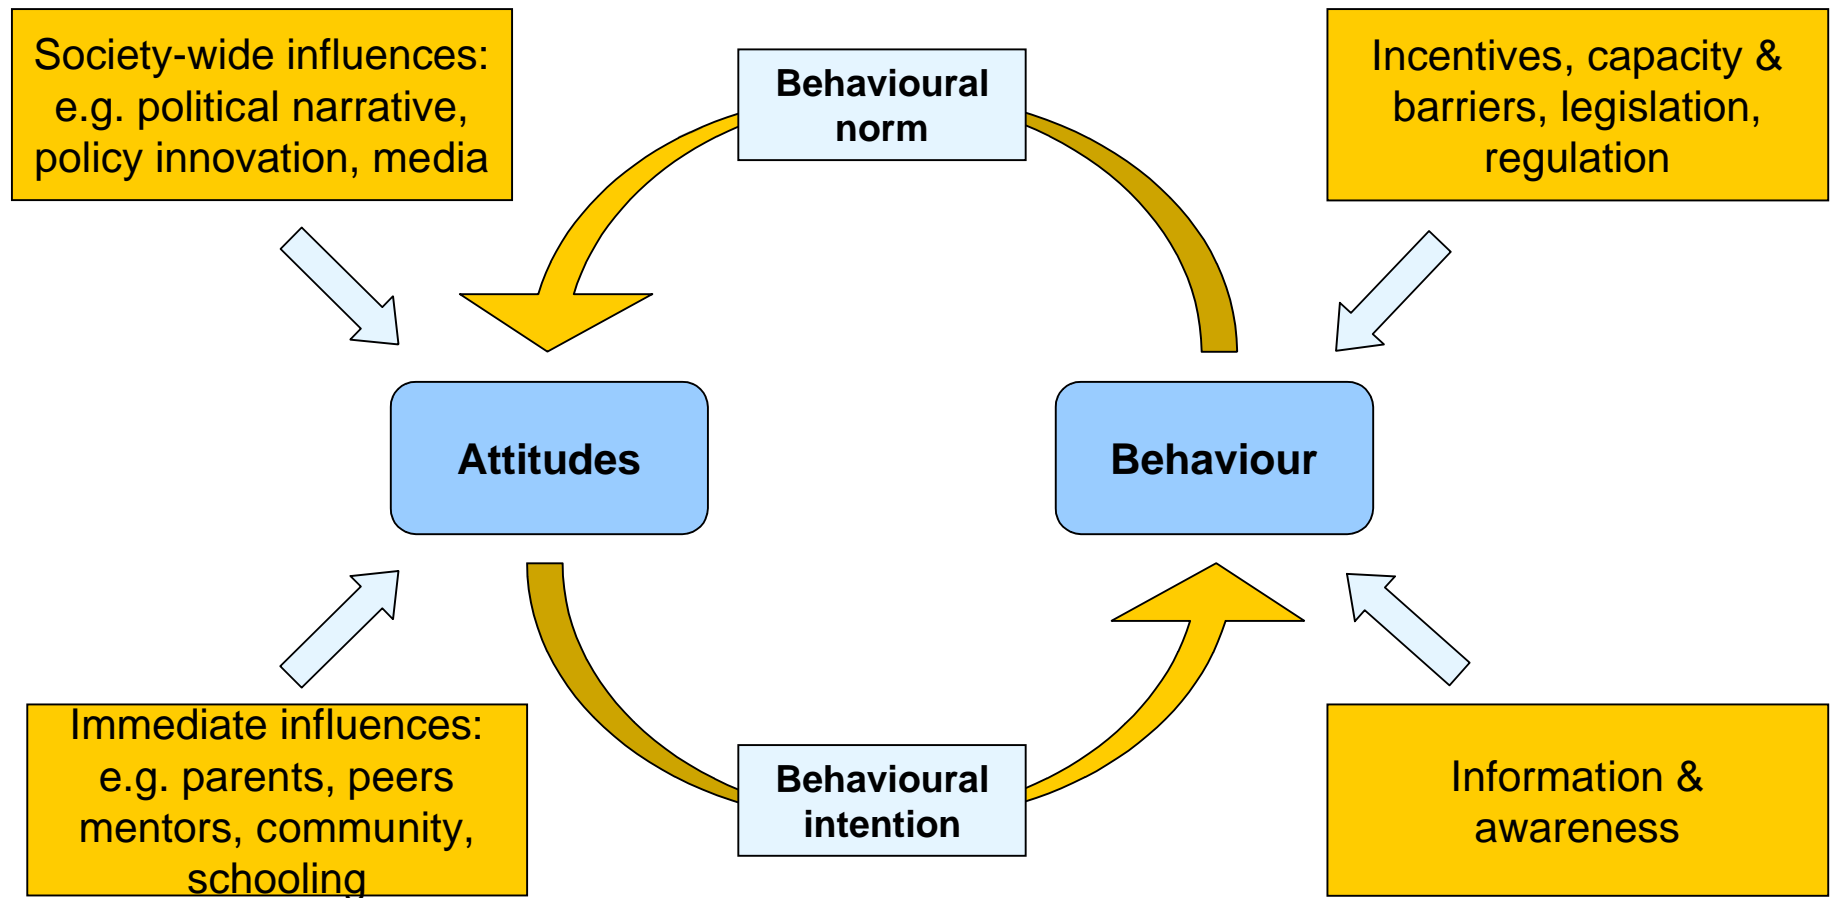 Society-wide influences:
e.g. political narrative,
policy innovation, media
Behavioural
norm
Incentives, capacity &
barriers, legislation,
regulation
Attitudes
Behaviour
Immediate influences:
e.g. parents, peers
mentors, community,
schooling
Behavioural
intention
Information &
awareness